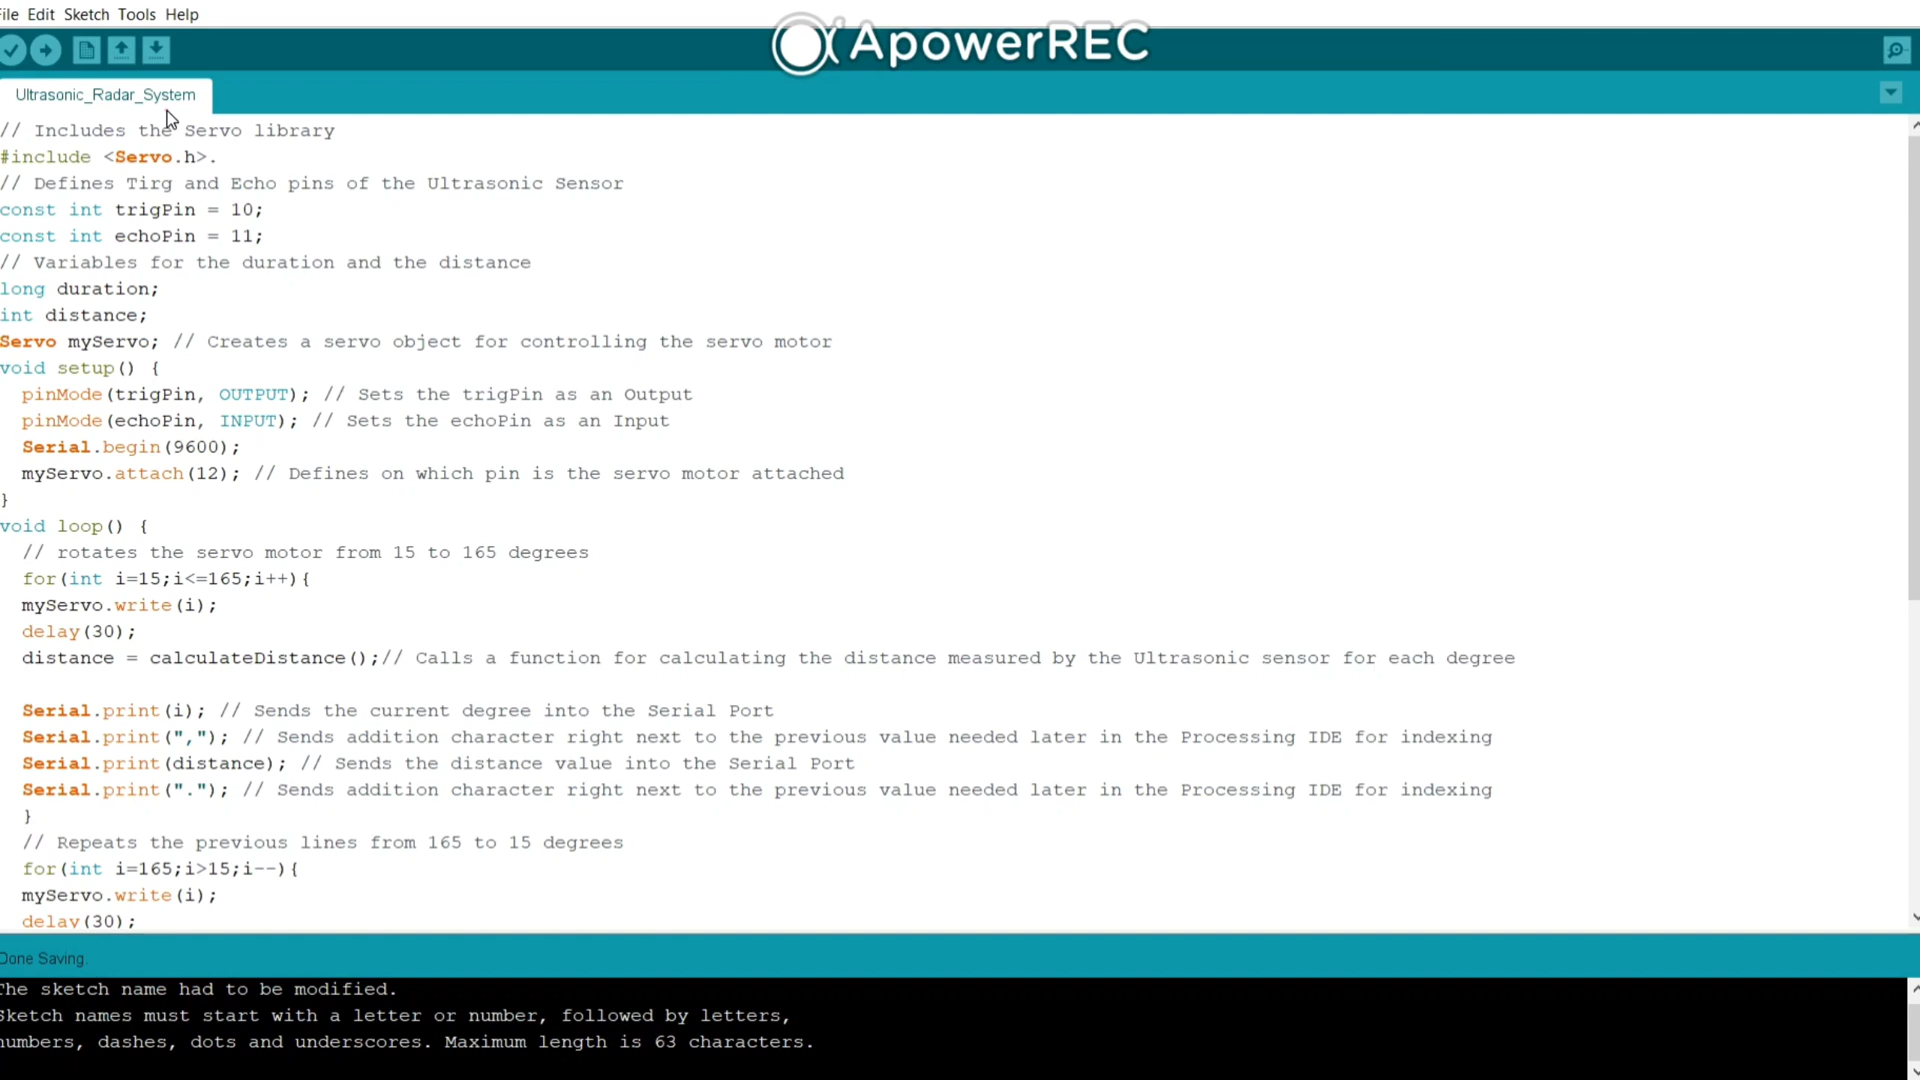 File Edit Sketch Tools Help
ApowerREC
Ultrasonic_Radar_System
// Includes the Servo library
#include <Servo.h>.
// Defines Tirg and Echo pins of the Ultrasonic Sensor
const int trigPin = 10;
const int echoPin = 11;
// Variables for the duration and the distance
long duration;
int distance;
Servo myServo; // Creates a servo object for controlling the servo motor
void setup() {
  pinMode(trigPin, OUTPUT); // Sets the trigPin as an Output
  pinMode(echoPin, INPUT); // Sets the echoPin as an Input
  Serial.begin(9600);
  myServo.attach(12); // Defines on which pin is the servo motor attached
}
void loop() {
  // rotates the servo motor from 15 to 165 degrees
  for(int i=15;i<=165;i++){
  myServo.write(i);
  delay(30);
  distance = calculateDistance();// Calls a function for calculating the distance measured by the Ultrasonic sensor for each degree
  Serial.print(i); // Sends the current degree into the Serial Port
  Serial.print(","); // Sends addition character right next to the previous value needed later in the Processing IDE for indexing
  Serial.print(distance); // Sends the distance value into the Serial Port
  Serial.print("."); // Sends addition character right next to the previous value needed later in the Processing IDE for indexing
  }
  // Repeats the previous lines from 165 to 15 degrees
  for(int i=165;i>15;i--){
  myServo.write(i);
  delay(30);
Done Saving.
The sketch name had to be modified.
Sketch names must start with a letter or number, followed by letters,
numbers, dashes, dots and underscores. Maximum length is 63 characters.